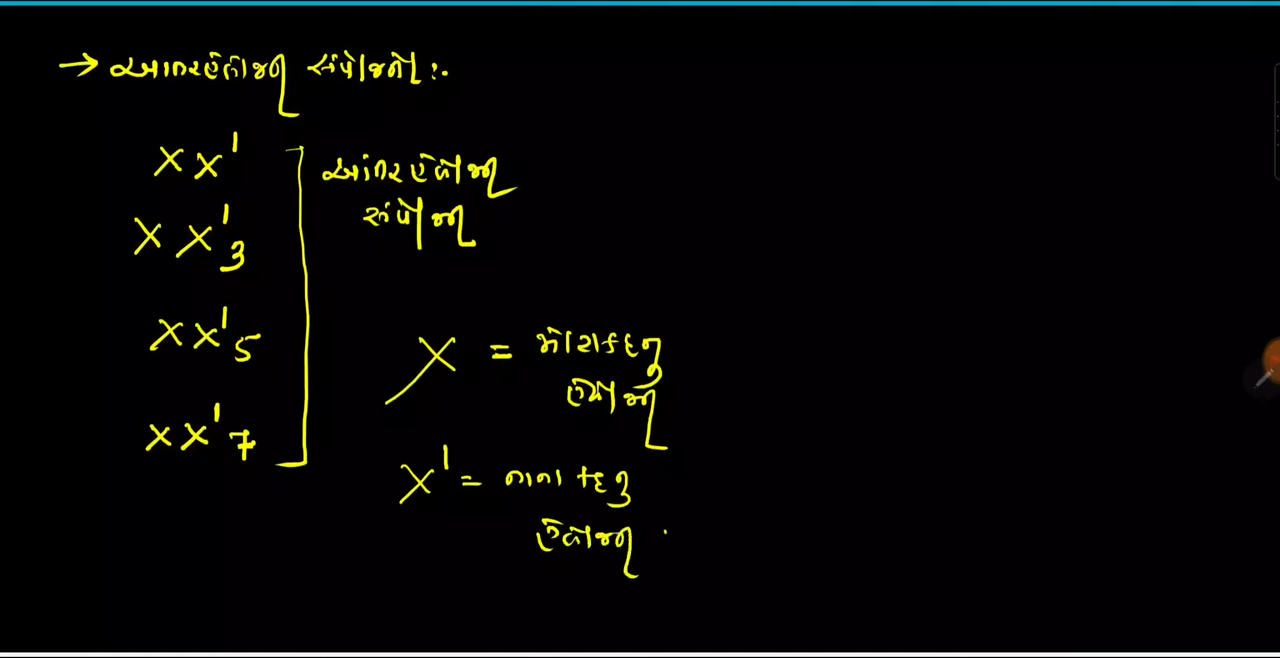 → આંતરહેલોજન સંયોજનો :-
XX'
XX'3
XX'5
XX'7
આંતરહેલોજન
સંયોજન
X = મોટાકદનુ
હેલોજન
X' = નાના કદનુ
હેલોજન